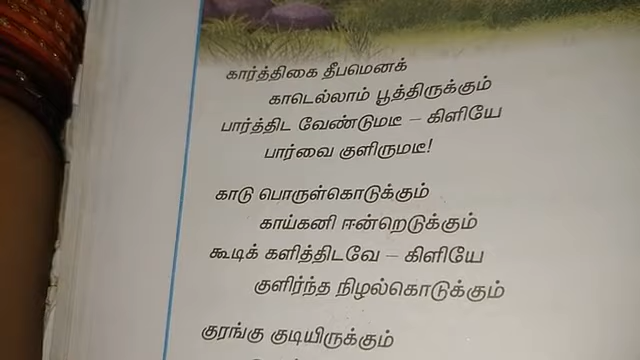 கார்த்திகை தீபமெனக்
காடெல்லாம் பூத்திருக்கும்
பார்த்திட வேண்டுமடீ – கிளியே
பார்வை குளிருமடீ!
காடு பொருள்கொடுக்கும்
காய்கனி ஈன்றெடுக்கும்
கூடிக் களித்திடவே – கிளியே
குளிர்ந்த நிழல்கொடுக்கும்
குரங்கு குடியிருக்கும்